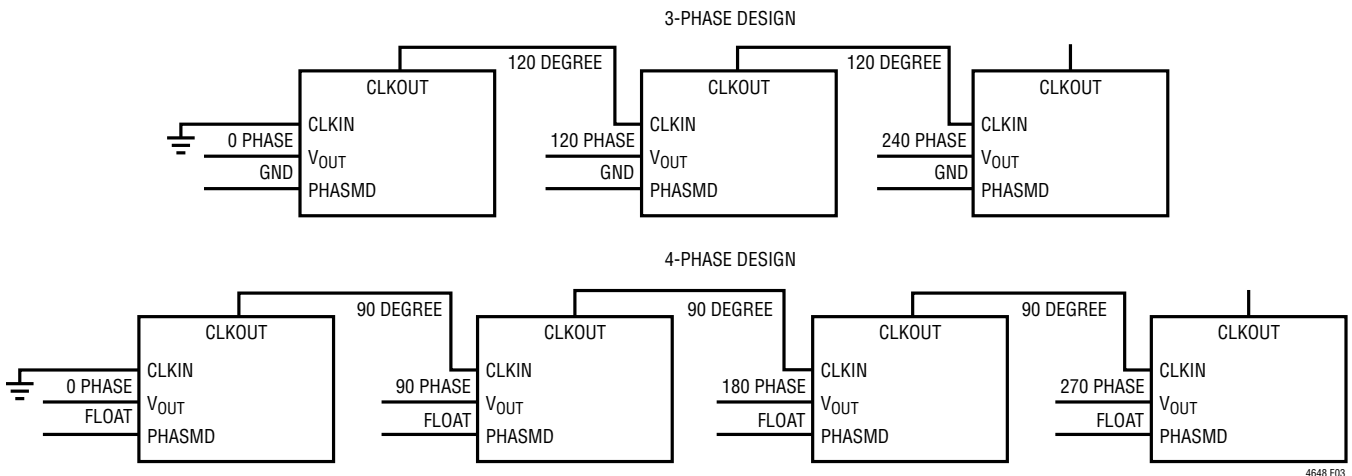 3-PHASE DESIGN
120 DEGREE
120 DEGREE
CLKOUT
CLKOUT
CLKOUT
CLKIN
CLKIN
CLKIN
0 PHASE
120 PHASE
240 PHASE
VOUT
VOUT
VOUT
GND
GND
GND
PHASMD
PHASMD
PHASMD
4-PHASE DESIGN
90 DEGREE
90 DEGREE
90 DEGREE
CLKOUT
CLKOUT
CLKOUT
CLKOUT
CLKIN
CLKIN
CLKIN
CLKIN
0 PHASE
90 PHASE
180 PHASE
270 PHASE
VOUT
VOUT
VOUT
VOUT
FLOAT
FLOAT
FLOAT
FLOAT
PHASMD
PHASMD
PHASMD
PHASMD
4648 F03